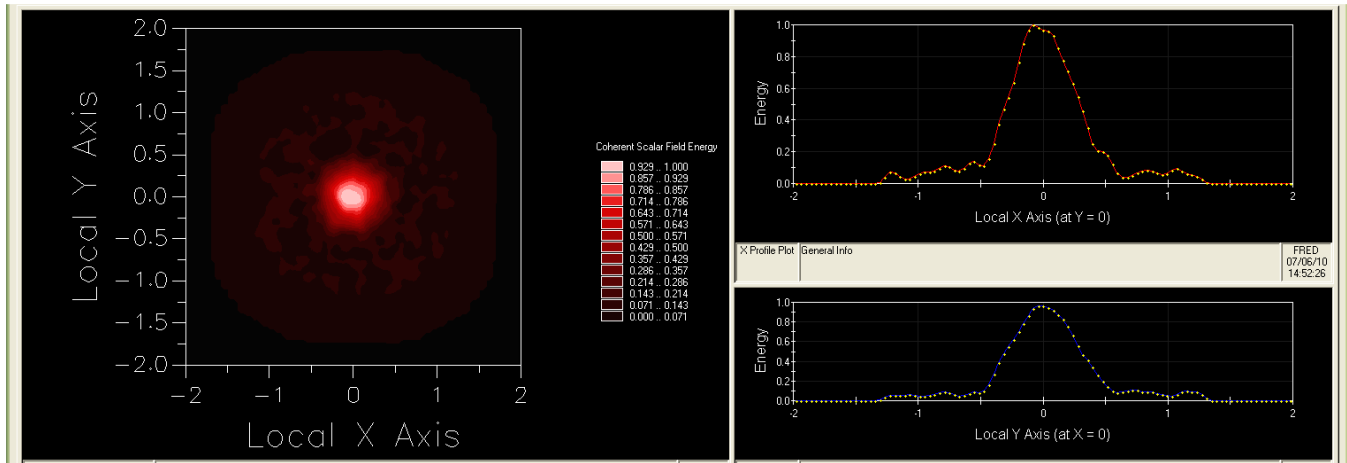 2.0
1.5
1.0
0.5
0.0
−0.5
−1.0
−1.5
−2.0
Local Y Axis
−2 −1 0 1 2
Local X Axis
Coherent Scalar Field Energy
0.929 .. 1.000
0.857 .. 0.929
0.786 .. 0.857
0.714 .. 0.786
0.643 .. 0.714
0.571 .. 0.643
0.500 .. 0.571
0.429 .. 0.500
0.357 .. 0.429
0.286 .. 0.357
0.214 .. 0.286
0.143 .. 0.214
0.071 .. 0.143
0.000 .. 0.071
1.0
0.8
0.6
0.4
0.2
0.0
Energy
-2 -1 0 1 2
Local X Axis (at Y = 0)
X Profile Plot General Info FRED
07/06/10
14:52:26
1.0
0.8
0.6
0.4
0.2
0.0
Energy
-2 -1 0 1 2
Local Y Axis (at X = 0)